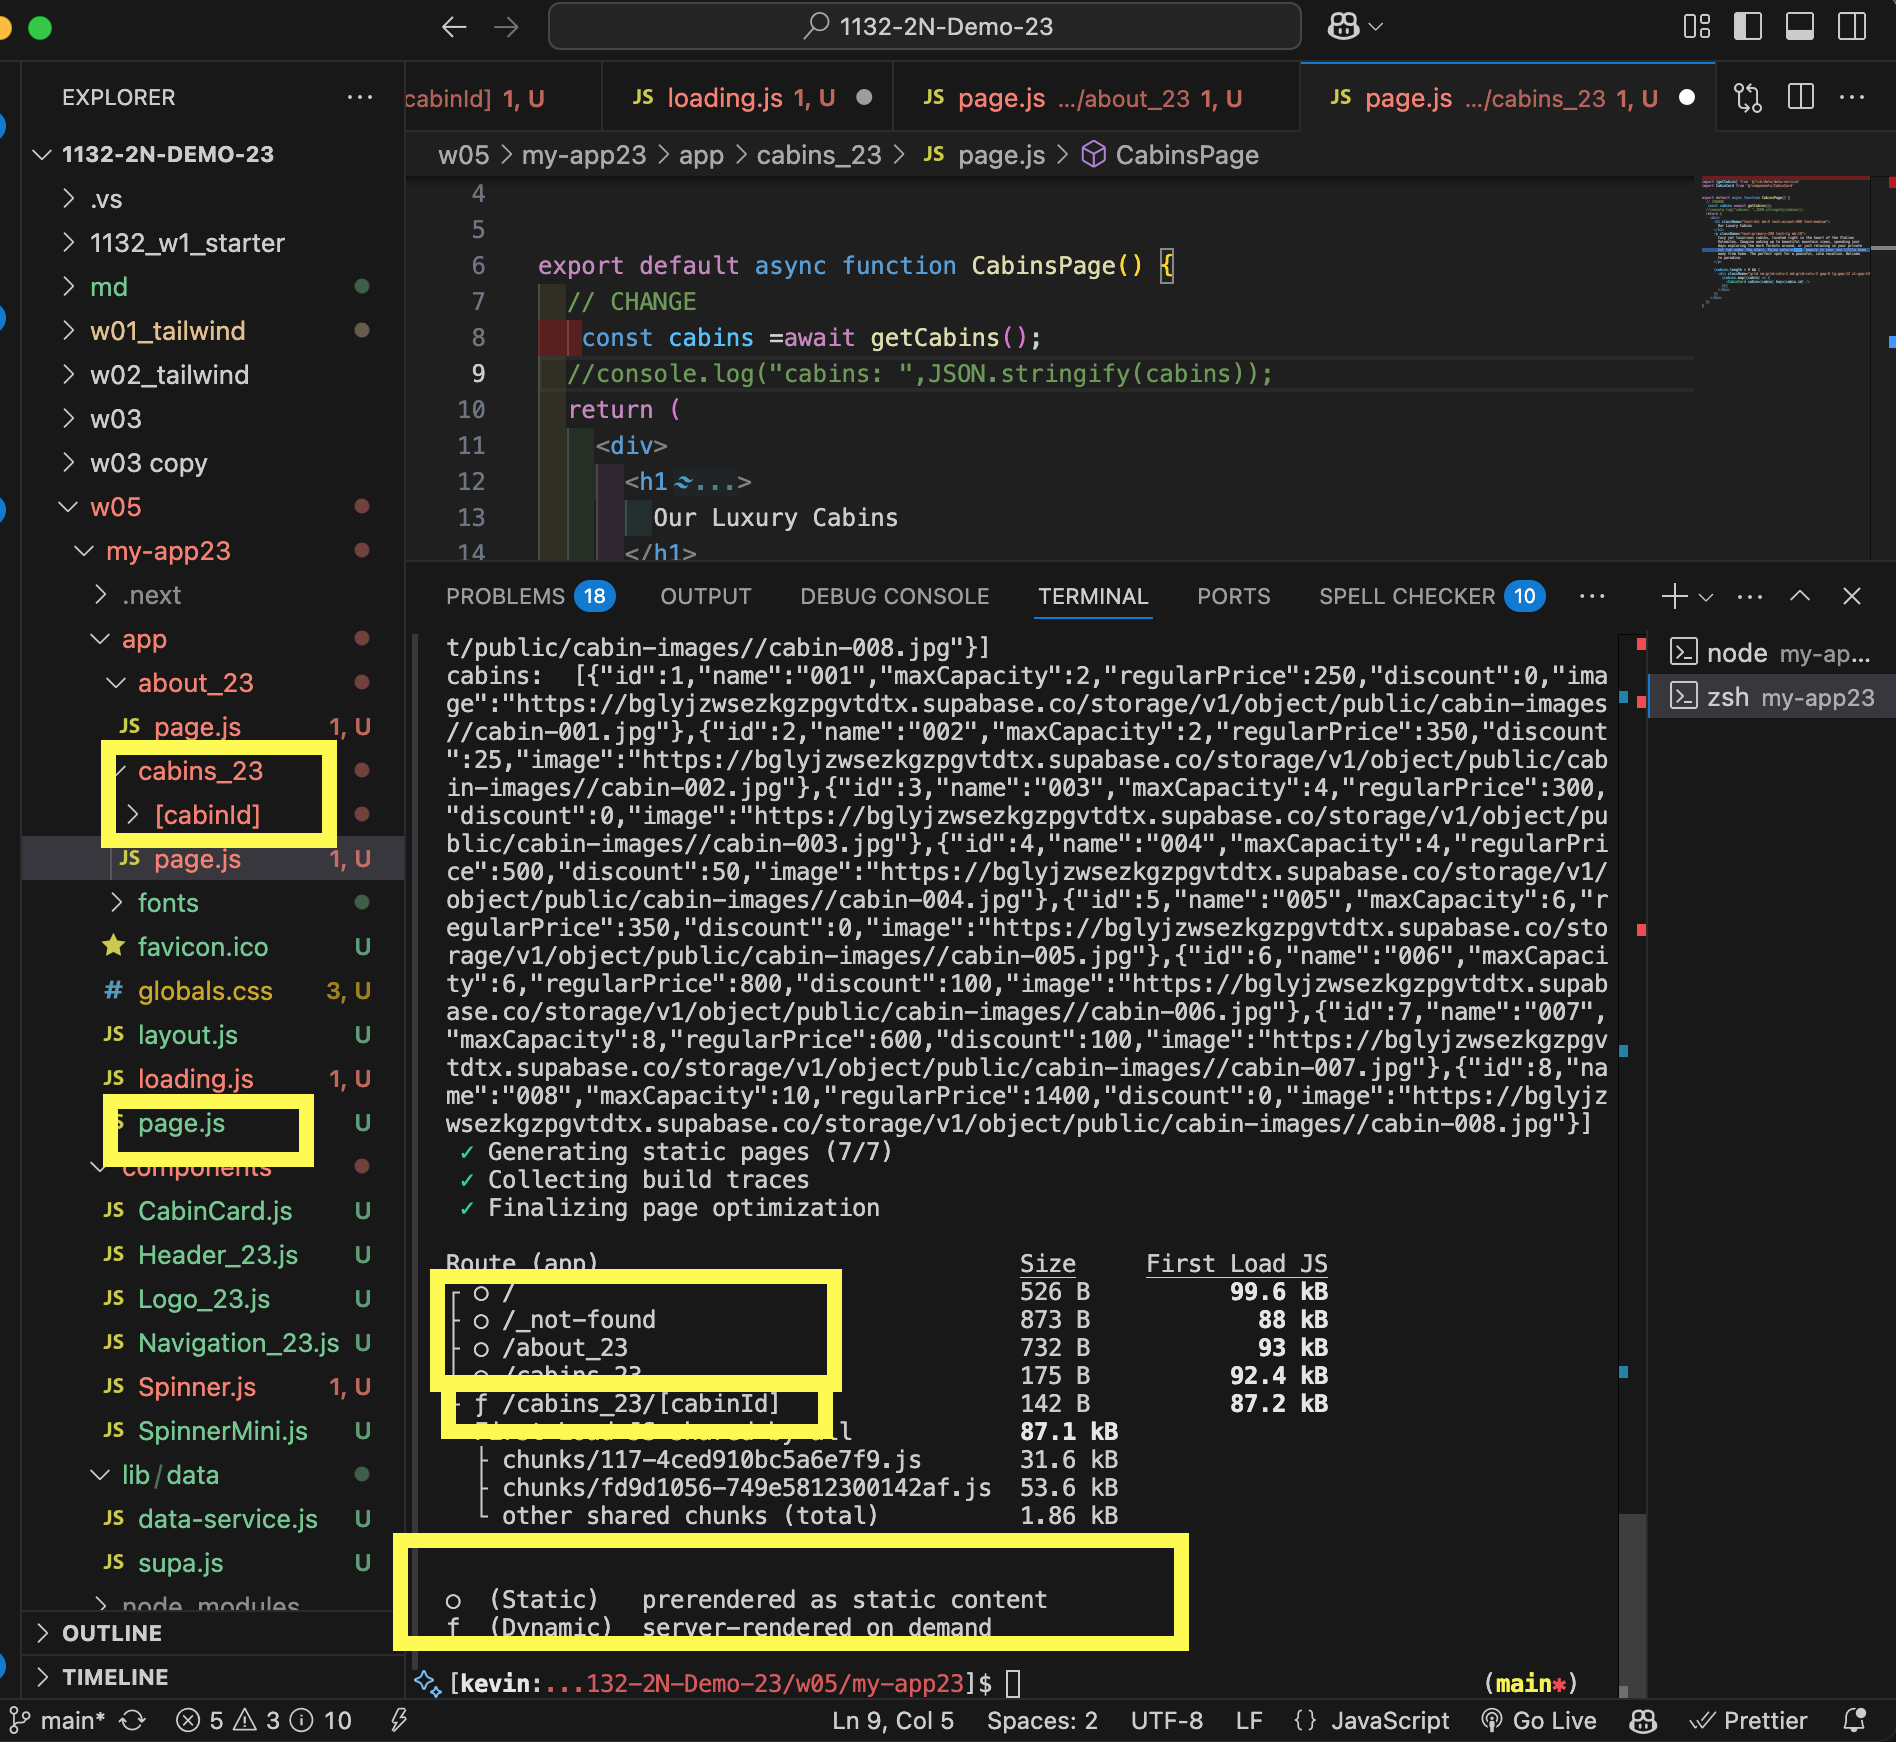 1132-2N-Demo-23
EXPLORER
1132-2N-DEMO-23
.vs
1132_w1_starter
md
w01_tailwind
w02_tailwind
w03
w03 copy
w05
my-app23
.next
app
about_23
JS page.js 1, U
cabins_23
[cabinId]
JS page.js 1, U
fonts
favicon.ico U
# globals.css 3, U
JS layout.js U
JS loading.js 1, U
page.js U
components
JS CabinCard.js U
JS Header_23.js U
JS Logo_23.js U
JS Navigation_23.js U
JS Spinner.js 1, U
JS SpinnerMini.js U
lib/data
JS data-service.js U
JS supa.js U
node_modules
OUTLINE
TIMELINE
cabinId] 1, U
JS loading.js 1, U
JS page.js .../about_23 1, U
JS page.js .../cabins_23 1, U
w05 > my-app23 > app > cabins_23 > JS page.js > CabinsPage
4
5
6 export default async function CabinsPage() {
7 // CHANGE
8 const cabins =await getCabins();
9 //console.log("cabins: ",JSON.stringify(cabins));
10 return (
11 <div>
12 <h1 ...>
13 Our Luxury Cabins
14 </h1>
PROBLEMS 18 OUTPUT DEBUG CONSOLE TERMINAL PORTS SPELL CHECKER 10
t/public/cabin-images//cabin-008.jpg"}]
cabins:  [{"id":1,"name":"001","maxCapacity":2,"regularPrice":250,"discount":0,"ima
ge":"https://bglyjzwsezkgzpgvtdtx.supabase.co/storage/v1/object/public/cabin-images
//cabin-001.jpg"},{"id":2,"name":"002","maxCapacity":2,"regularPrice":350,"discount
":25,"image":"https://bglyjzwsezkgzpgvtdtx.supabase.co/storage/v1/object/public/cab
in-images//cabin-002.jpg"},{"id":3,"name":"003","maxCapacity":4,"regularPrice":300,
"discount":0,"image":"https://bglyjzwsezkgzpgvtdtx.supabase.co/storage/v1/object/pu
blic/cabin-images//cabin-003.jpg"},{"id":4,"name":"004","maxCapacity":4,"regularPri
ce":500,"discount":50,"image":"https://bglyjzwsezkgzpgvtdtx.supabase.co/storage/v1/
object/public/cabin-images//cabin-004.jpg"},{"id":5,"name":"005","maxCapacity":6,"r
egularPrice":350,"discount":0,"image":"https://bglyjzwsezkgzpgvtdtx.supabase.co/sto
rage/v1/object/public/cabin-images//cabin-005.jpg"},{"id":6,"name":"006","maxCapaci
ty":6,"regularPrice":800,"discount":100,"image":"https://bglyjzwsezkgzpgvtdtx.supab
ase.co/storage/v1/object/public/cabin-images//cabin-006.jpg"},{"id":7,"name":"007",
"maxCapacity":8,"regularPrice":600,"discount":100,"image":"https://bglyjzwsezkgzpgv
tdtx.supabase.co/storage/v1/object/public/cabin-images//cabin-007.jpg"},{"id":8,"na
me":"008","maxCapacity":10,"regularPrice":1400,"discount":0,"image":"https://bglyjz
wsezkgzpgvtdtx.supabase.co/storage/v1/object/public/cabin-images//cabin-008.jpg"}]
✓ Generating static pages (7/7)
✓ Collecting build traces
✓ Finalizing page optimization
Route (app) Size First Load JS
┌ ○ / 526 B 99.6 kB
├ ○ /_not-found 873 B 88 kB
├ ○ /about_23 732 B 93 kB
├ ○ /cabins_23 175 B 92.4 kB
├ ƒ /cabins_23/[cabinId] 142 B 87.2 kB
First Load JS shared by all 87.1 kB
├ chunks/117-4ced910bc5a6e7f9.js 31.6 kB
├ chunks/fd9d1056-749e5812300142af.js 53.6 kB
└ other shared chunks (total) 1.86 kB
○ (Static) prerendered as static content
ƒ (Dynamic) server-rendered on demand
[kevin:...132-2N-Demo-23/w05/my-app23]$ (main*)
node my-ap...
zsh my-app23
main* 5 3 10 Ln 9, Col 5 Spaces: 2 UTF-8 LF {} JavaScript Go Live Prettier